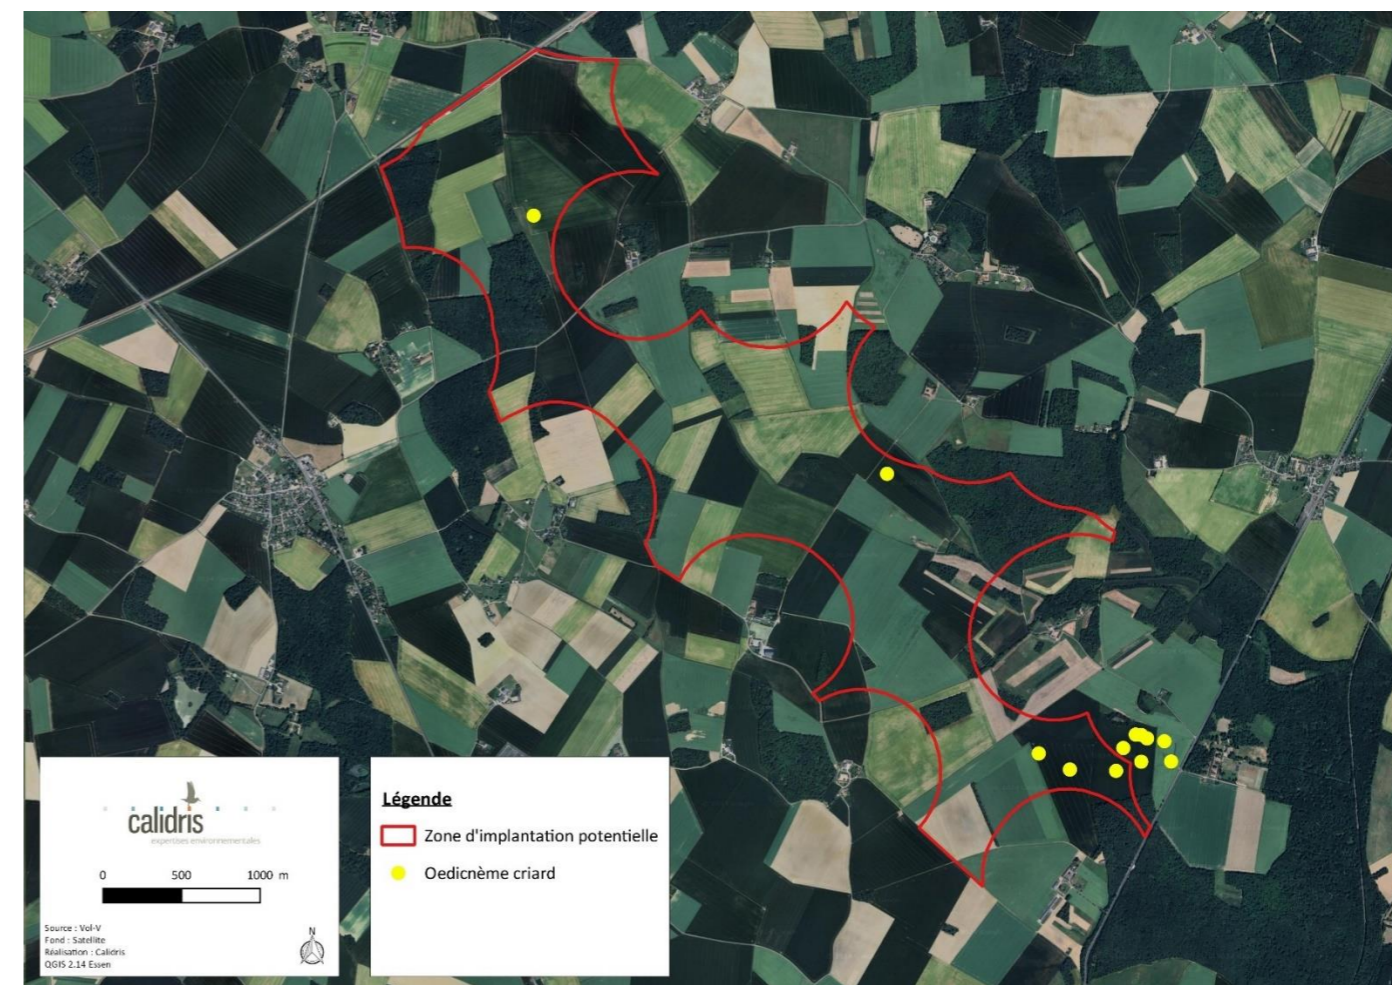 calidris
expertises environnementales
0 500 1000 m
Source : Vol-V
Fond : Satellite
Réalisation : Calidris
QGIS 2.14 Essen
N
Légende
Zone d'implantation potentielle
Oedicnème criard